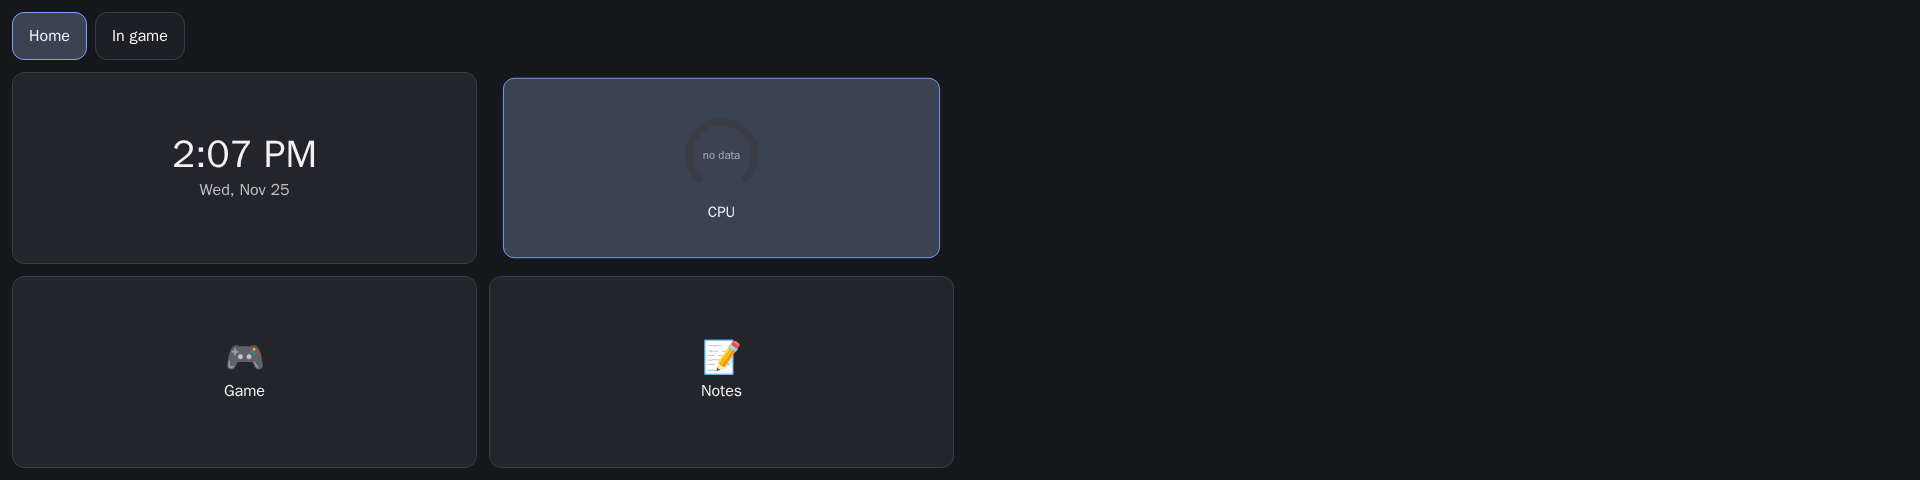 Home
In game
2:07 PM
Wed, Nov 25
no data
CPU
Game
Notes